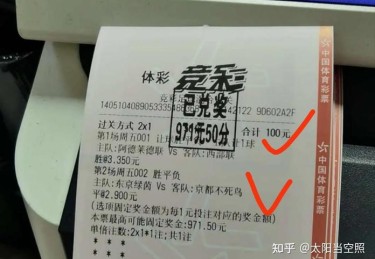 体彩 竞彩
已兑奖
971元50分
过关方式 2x1
合计 100元
第1场周五001
主队:阿德莱德联 Vs 客队:西部联
胜@3.350元
第2场周五002 胜平负
主队:东京绿茵 Vs 客队:京都不死鸟
平@2.900元
(选项固定奖金额为每1元投注对应的奖金额)
本票最高可能固定奖金:971.50元
单倍注数:2x1*1注;共1注
中国体育彩票
中国体育彩票
知乎 @太阳当空照